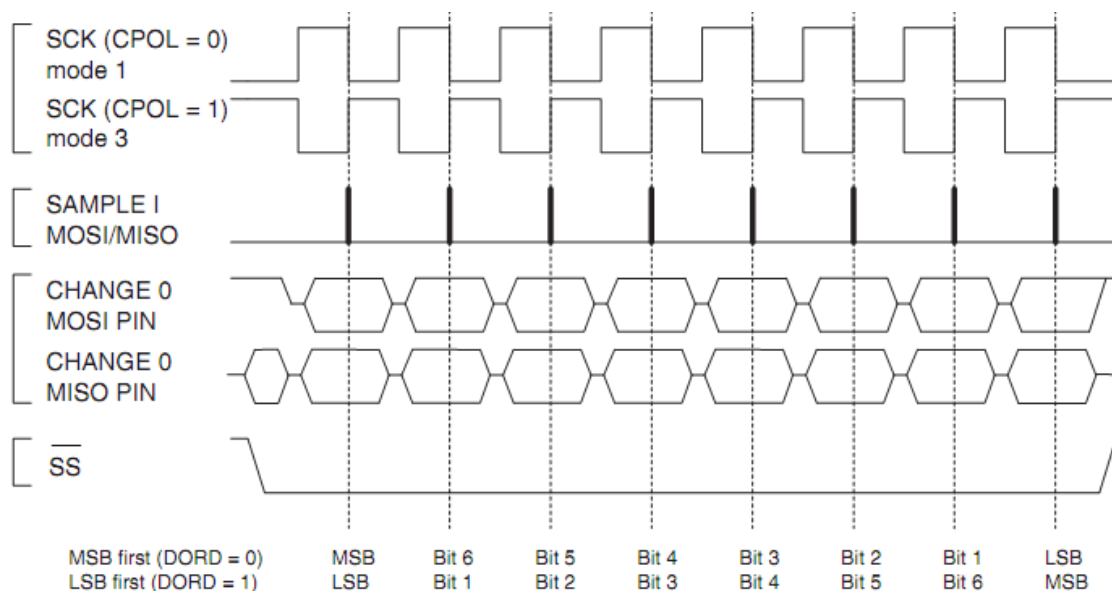 SCK (CPOL = 0)
mode 1
SCK (CPOL = 1)
mode 3
SAMPLE I
MOSI/MISO
CHANGE 0
MOSI PIN
CHANGE 0
MISO PIN
SS
MSB first (DORD = 0) MSB Bit 6 Bit 5 Bit 4 Bit 3 Bit 2 Bit 1 LSB
LSB first (DORD = 1) LSB Bit 1 Bit 2 Bit 3 Bit 4 Bit 5 Bit 6 MSB